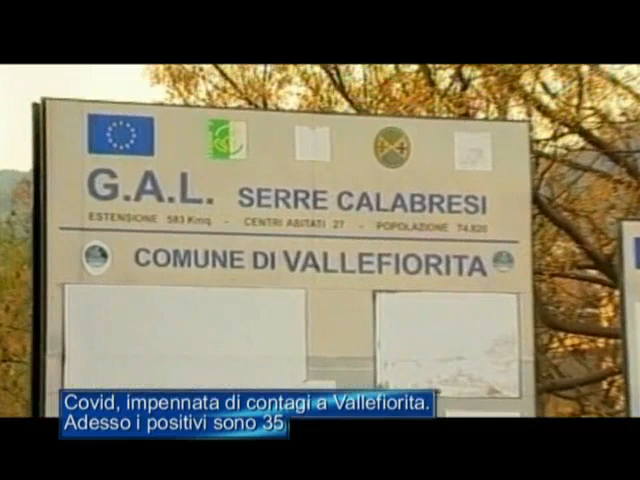 G.A.L. SERRE CALABRESI
ESTENSIONE 583 Kmq - CENTRI ABITATI 27 - POPOLAZIONE 74.820
COMUNE DI VALLEFIORITA
Covid, impennata di contagi a Vallefiorita.
Adesso i positivi sono 35